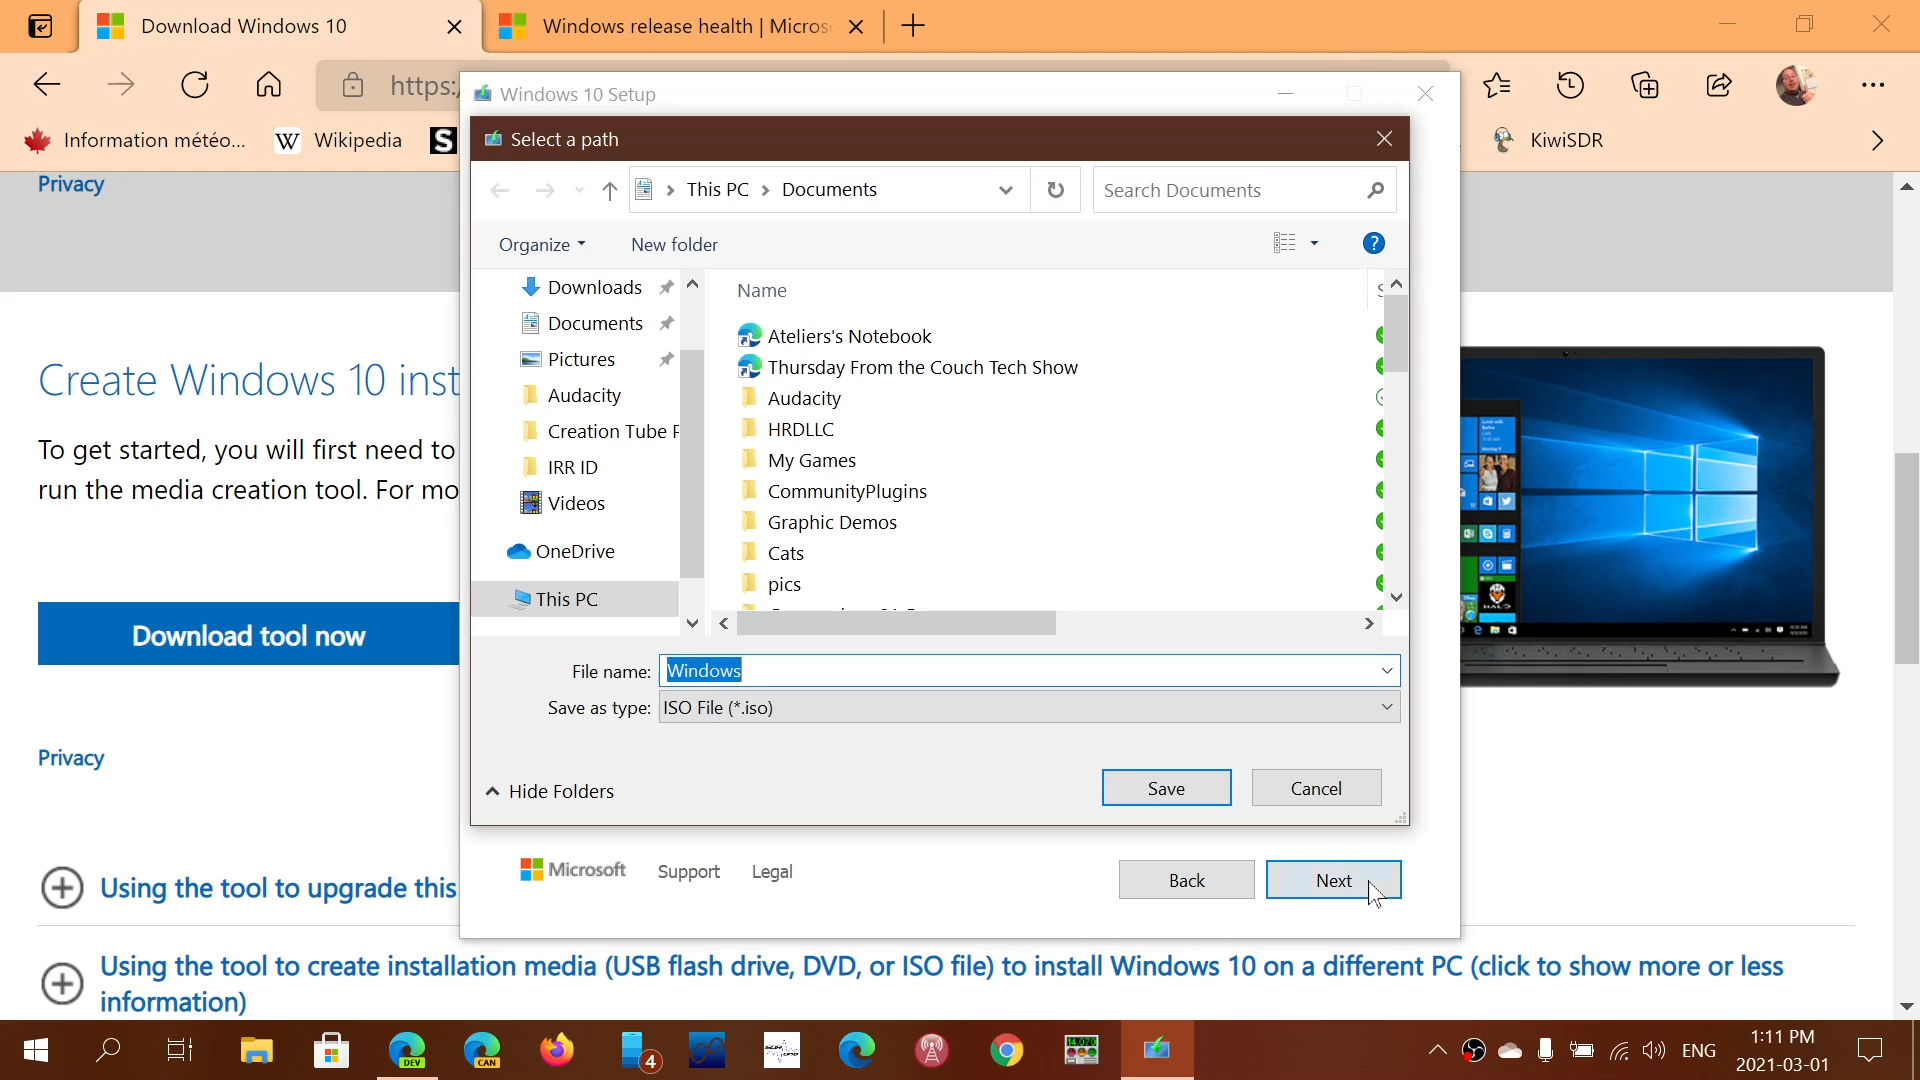 Download Windows 10
Windows release health | Micros
https:/
Windows 10 Setup
Information météo...
Wikipedia
KiwiSDR
Select a path
This PC
Documents
Search Documents
Organize
New folder
Privacy
Downloads
Documents
Pictures
Audacity
Creation Tube F
IRR ID
Videos
OneDrive
This PC
Name
Ateliers's Notebook
Thursday From the Couch Tech Show
Audacity
HRDLLC
My Games
CommunityPlugins
Graphic Demos
Cats
pics
File name: Windows
Save as type: ISO File (*.iso)
Hide Folders
Save
Cancel
Microsoft
Support
Legal
Back
Next
Create Windows 10 inst
To get started, you will first need to
run the media creation tool. For mo
Download tool now
Privacy
Using the tool to upgrade this
Using the tool to create installation media (USB flash drive, DVD, or ISO file) to install Windows 10 on a different PC (click to show more or less
information)
DEV
CAN
4
14.070
ENG
1:11 PM
2021-03-01